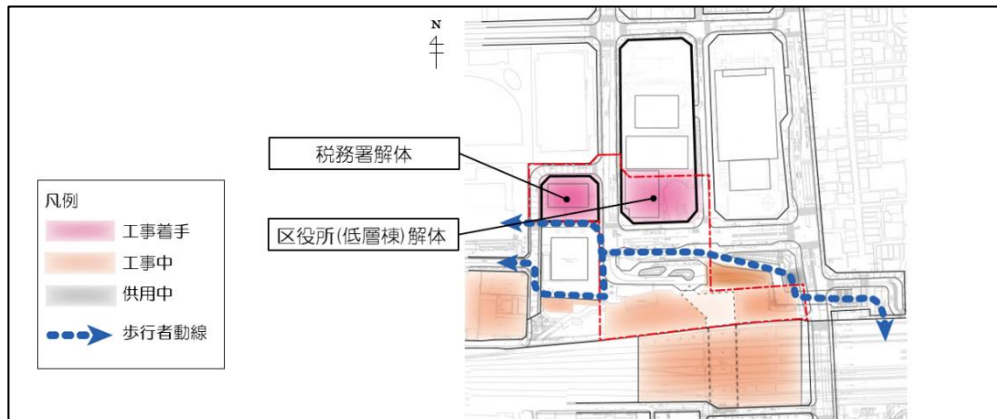 N
税務署解体
区役所(低層棟)解体
凡例
工事着手
工事中
供用中
歩行者動線